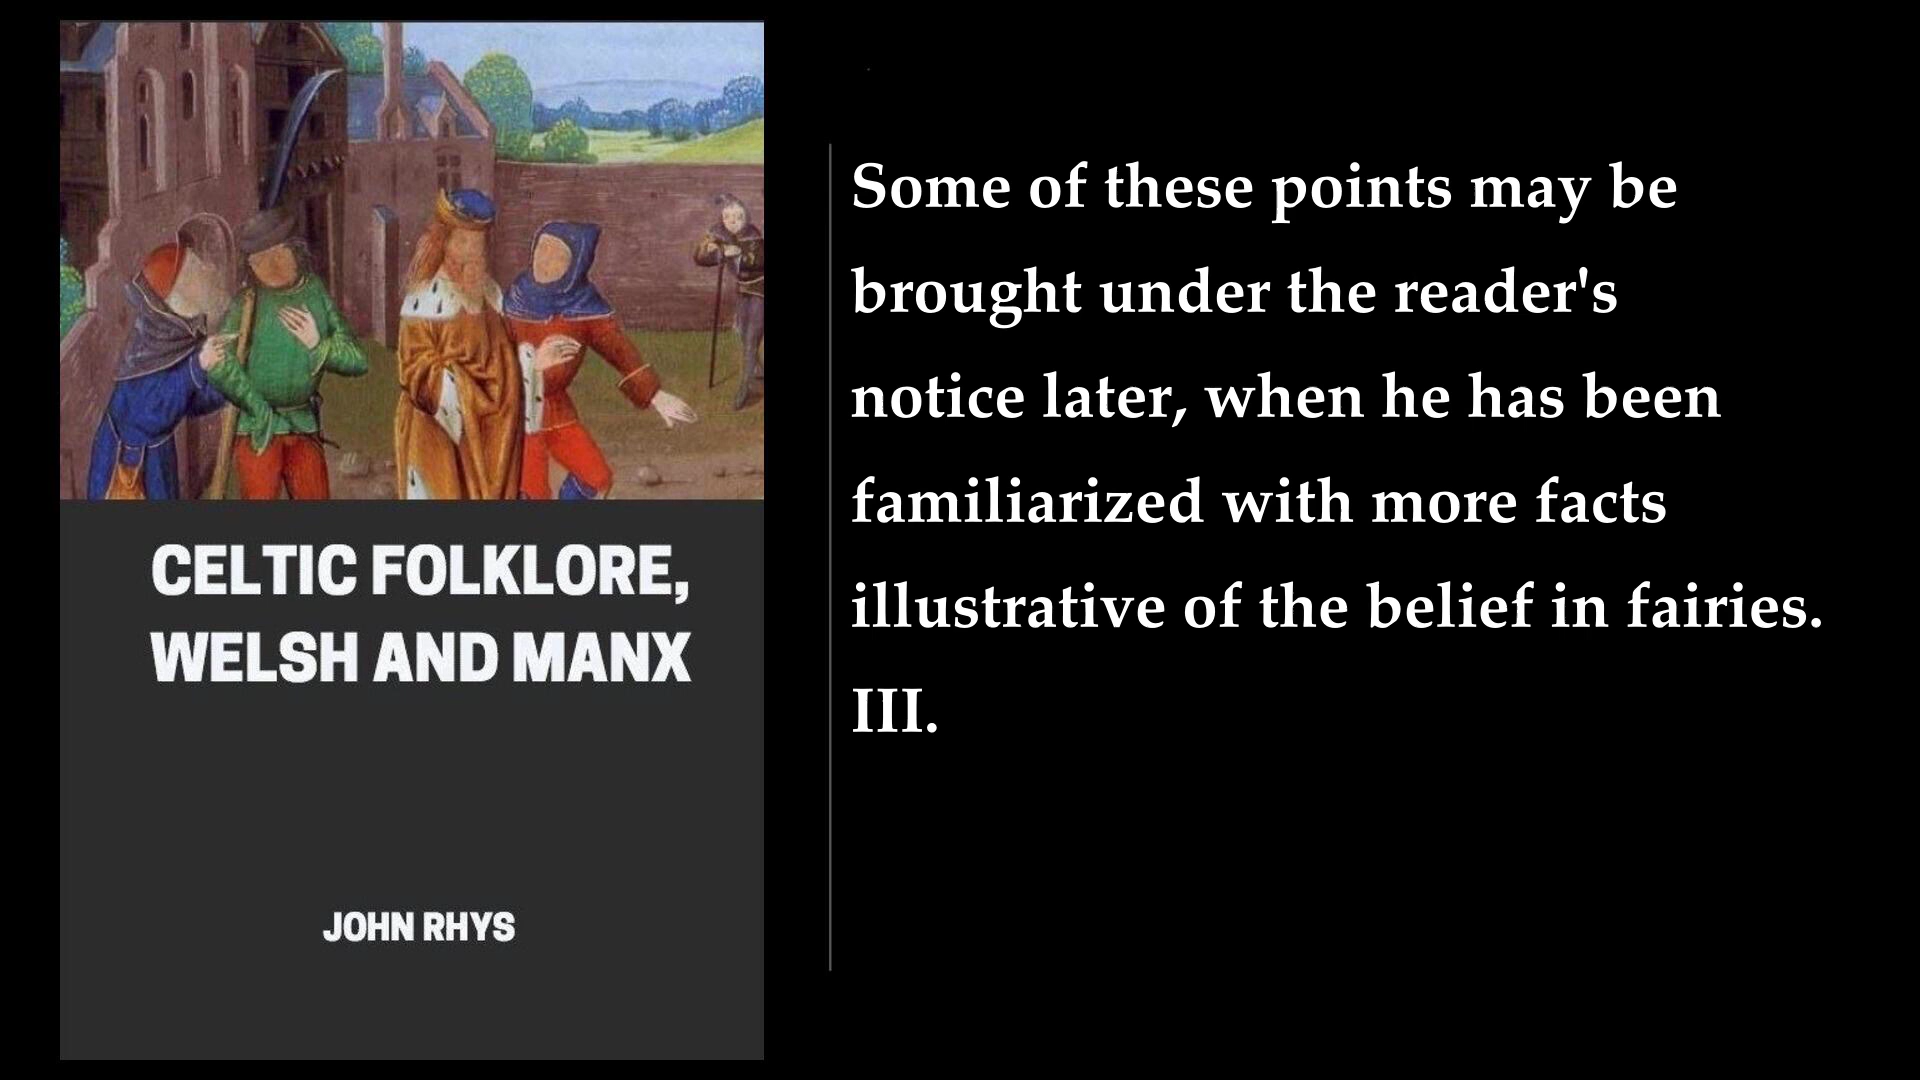 CELTIC FOLKLORE,
WELSH AND MANX
JOHN RHYS
Some of these points may be
brought under the reader's
notice later, when he has been
familiarized with more facts
illustrative of the belief in fairies.
III.